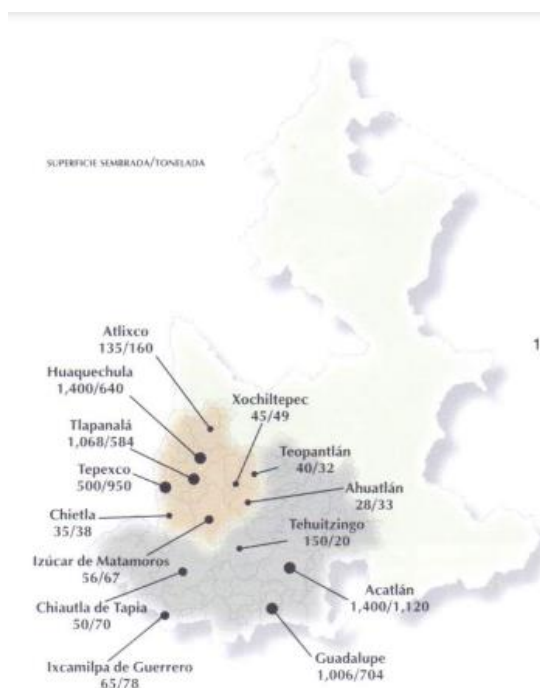 SUPERFICIE SEMBRADA/TONELADA
Atlixco
135/160
Huaquechula
1,400/640
Xochiltepec
45/49
Tlapanalá
1,068/584
Teopantlán
40/32
Tepexco
500/950
Ahuatlán
28/33
Chietla
35/38
Tehuitzingo
150/20
Izúcar de Matamoros
56/67
Acatlán
1,400/1,120
Chiautla de Tapia
50/70
Guadalupe
1,006/704
Ixcamilpa de Guerrero
65/78
1